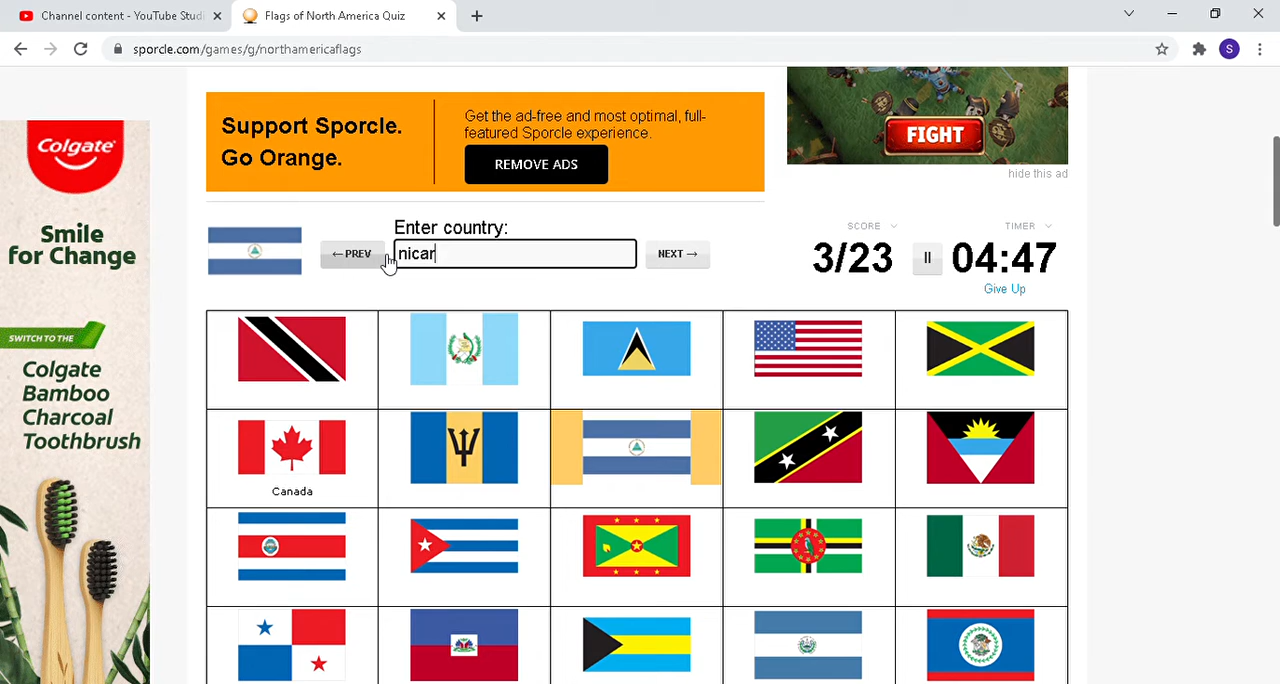 Channel content - YouTube Studi
Flags of North America Quiz
sporcle.com/games/g/northamericaflags
S
Colgate
Smile
for Change
SWITCH TO THE
Colgate
Bamboo
Charcoal
Toothbrush
Support Sporcle.
Go Orange.
Get the ad-free and most optimal, full-
featured Sporcle experience.
REMOVE ADS
FIGHT
hide this ad
Enter country:
←PREV
nicar
NEXT→
SCORE
3/23
TIMER
04:47
Give Up
Canada